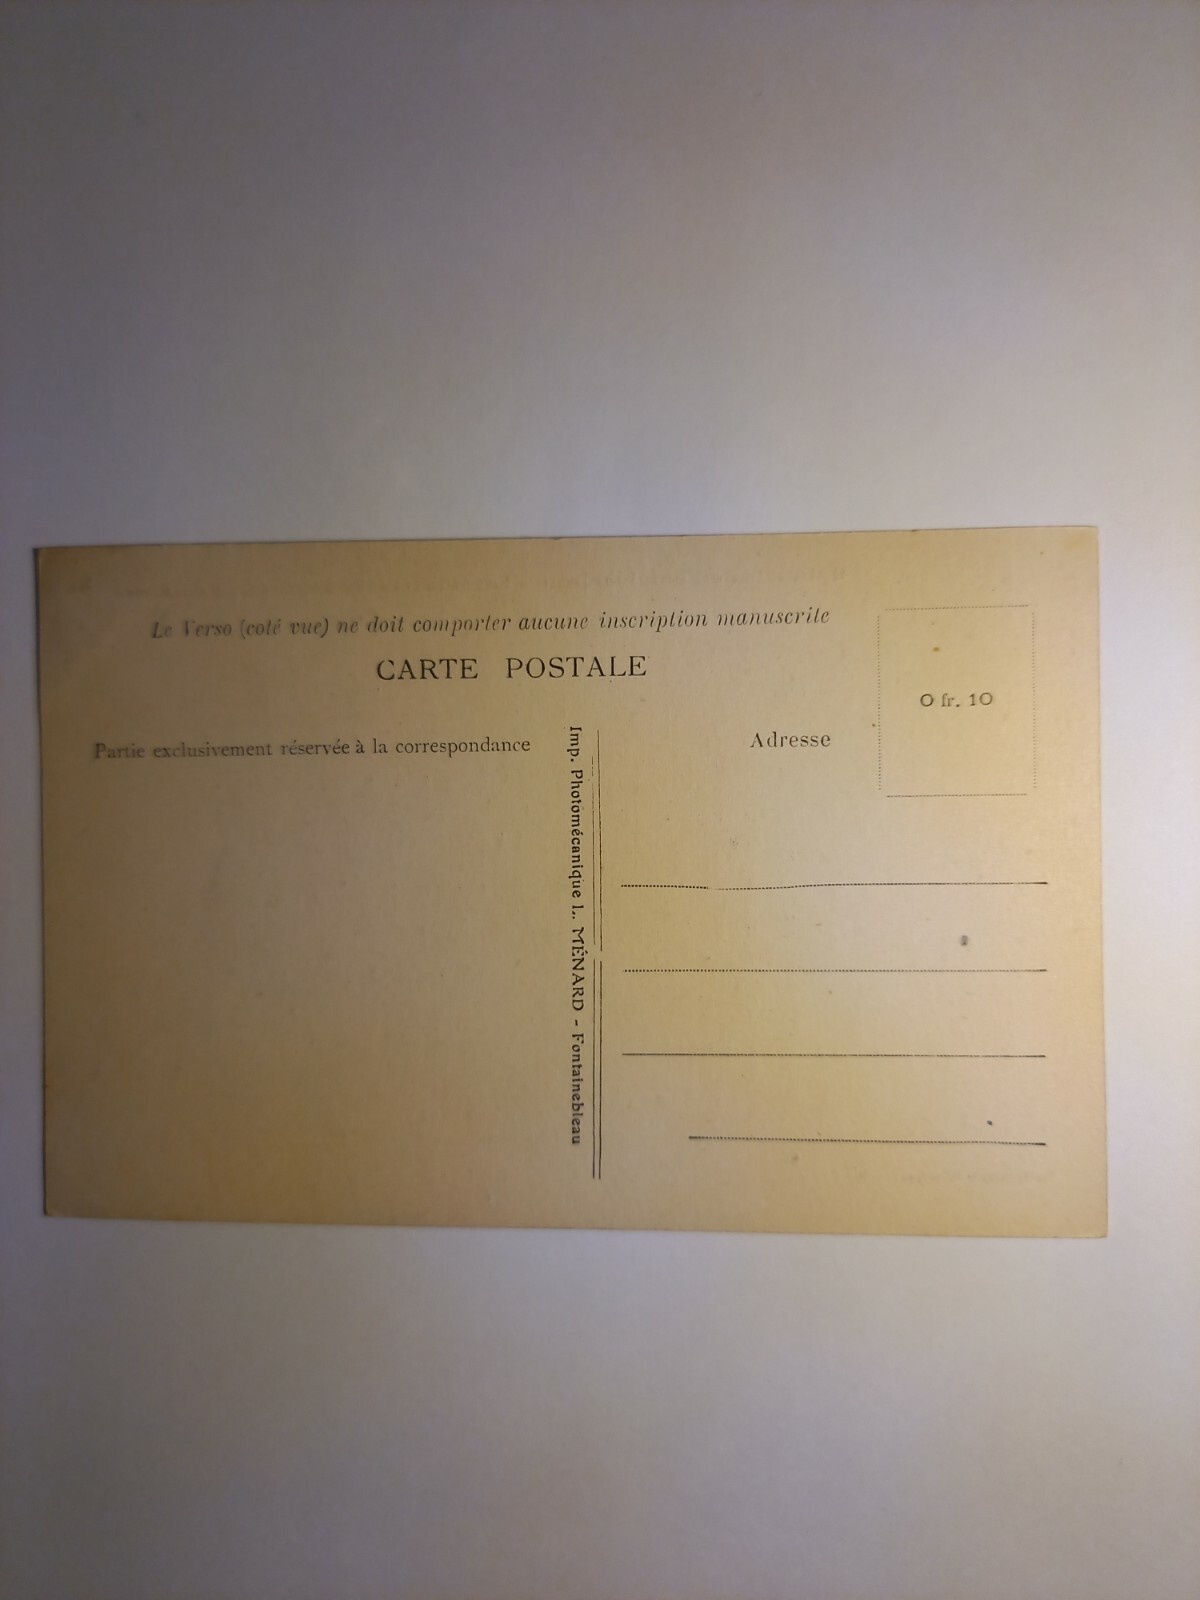 Le Verso (coté vue) ne doit comporter aucune inscription manuscrite
CARTE POSTALE
O fr. 10
Partie exclusivement réservée à la correspondance
Adresse
Imp. Photomécanique L. MÉNARD - Fontainebleau